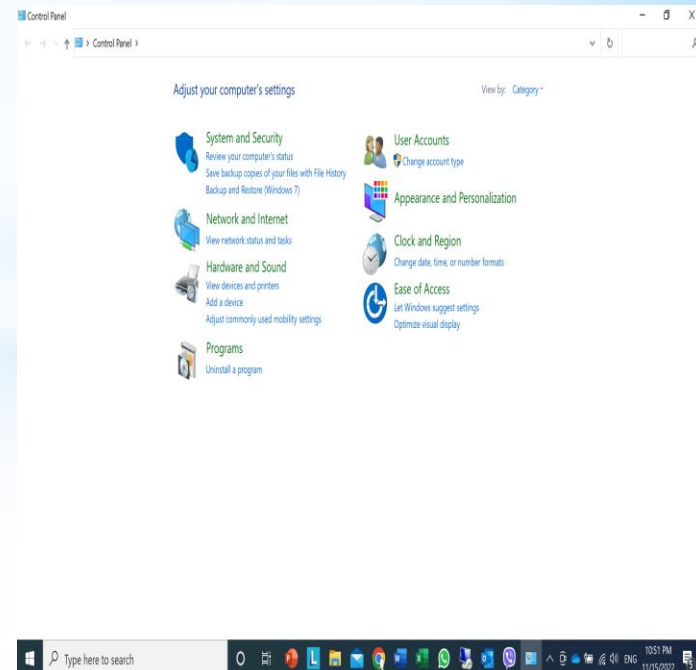 Control Panel
Control Panel
Adjust your computer's settings
View by: Category
System and Security
Review your computer's status
Save backup copies of your files with File History
Backup and Restore (Windows 7)
Network and Internet
View network status and tasks
Hardware and Sound
View devices and printers
Add a device
Adjust commonly used mobility settings
Programs
Uninstall a program
User Accounts
Change account type
Appearance and Personalization
Clock and Region
Change date, time, or number formats
Ease of Access
Let Windows suggest settings
Optimize visual display
Type here to search
ENG
10:51 PM
11/15/2022